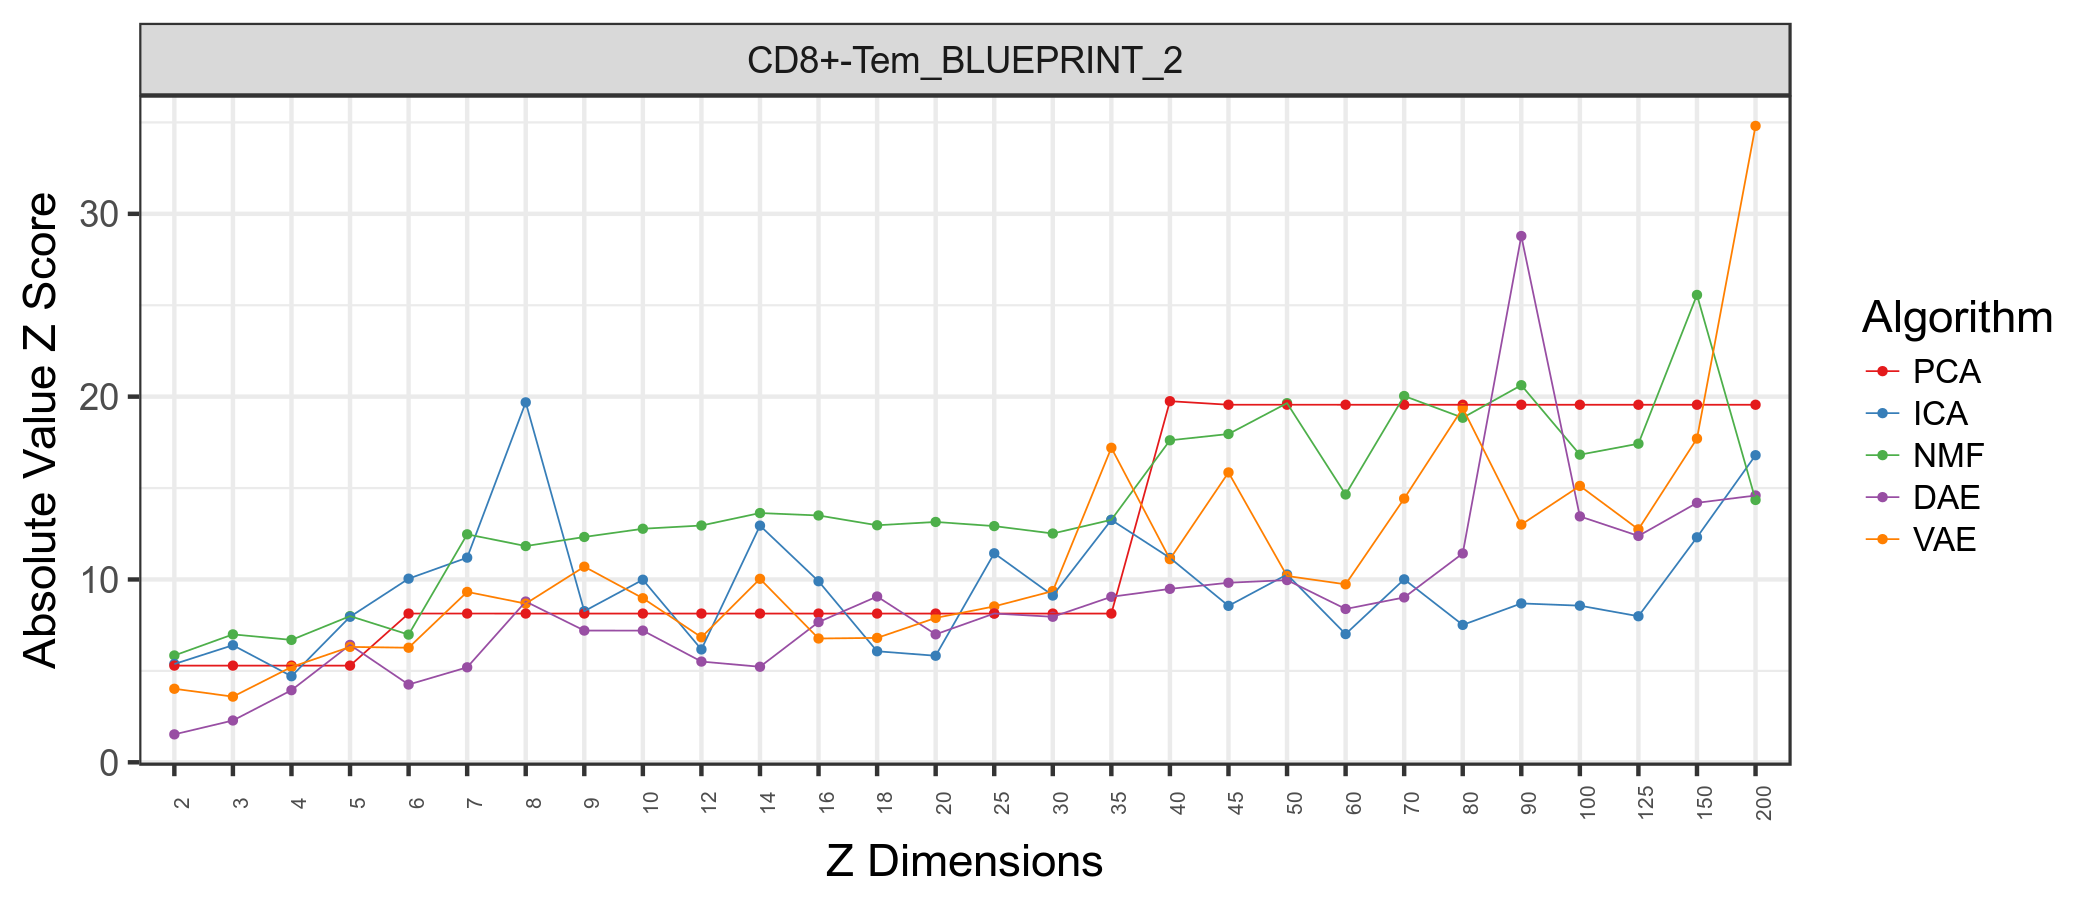 CD8+-Tem_BLUEPRINT_2
Absolute Value Z Score
30
20
10
0
2 3 4 5 6 7 8 9 10 12 14 16 18 20 25 30 35 40 45 50 60 70 80 90 100 125 150 200
Z Dimensions
Algorithm
PCA
ICA
NMF
DAE
VAE